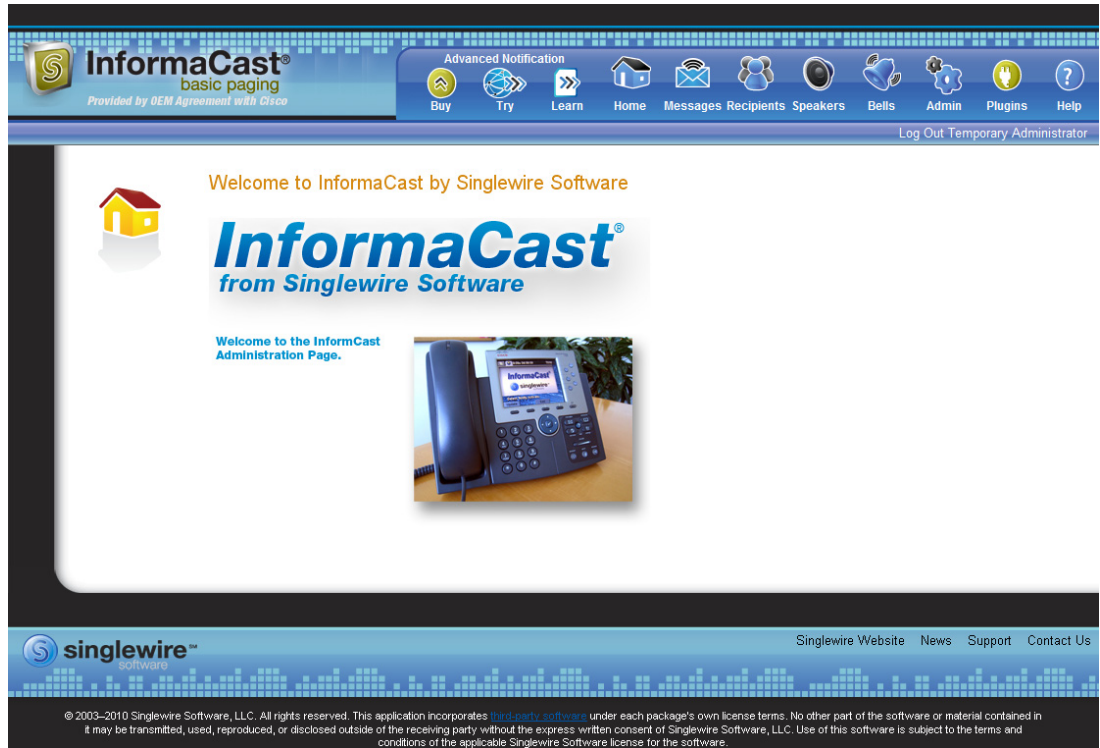 InformaCast®
basic paging
Provided by OEM Agreement with Cisco
Advanced Notification
Buy Try Learn Home Messages Recipients Speakers Bells Admin Plugins Help
Log Out Temporary Administrator
Welcome to InformaCast by Singlewire Software
InformaCast®
from Singlewire Software
Welcome to the InformCast
Administration Page.
InformaCast
singlewire
singlewire℠
software
Singlewire Website News Support Contact Us
© 2003–2010 Singlewire Software, LLC. All rights reserved. This application incorporates third-party software under each package's own license terms. No other part of the software or material contained in
it may be transmitted, used, reproduced, or disclosed outside of the receiving party without the express written consent of Singlewire Software, LLC. Use of this software is subject to the terms and
conditions of the applicable Singlewire Software license for the software.